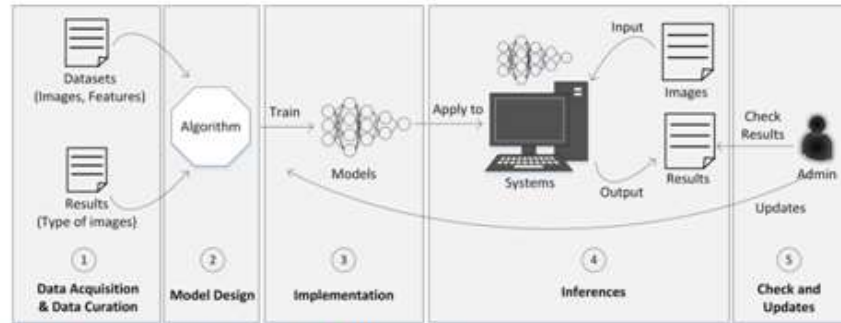 Datasets
(Images, Features)
Results
(Type of images)
1
Data Acquisition
& Data Curation
Algorithm
2
Model Design
Train
Models
3
Implementation
Apply to
Systems
Input
Images
Output
Results
4
Inferences
Check
Results
Admin
Updates
5
Check and
Updates